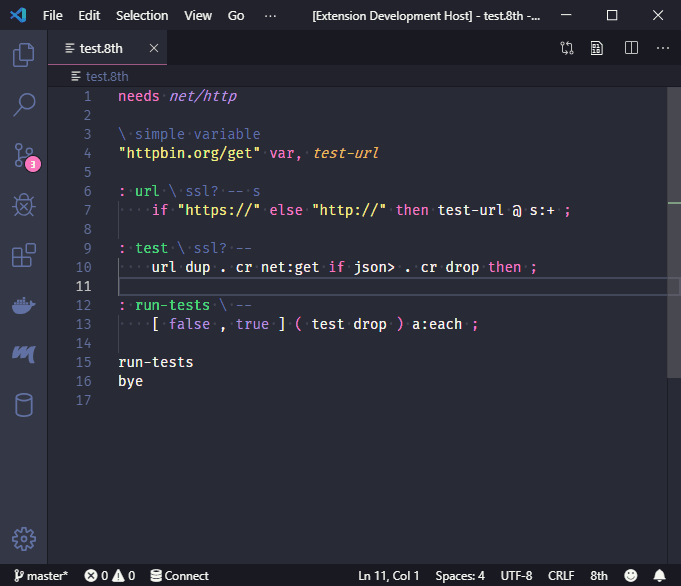 File Edit Selection View Go ··· [Extension Development Host] - test.8th -...
test.8th
test.8th
1 needs net/http
2
3 \ simple variable
4 "httpbin.org/get" var, test-url
5
6 : url \ ssl? -- s
7     if "https://" else "http://" then test-url @ s:+ ;
8
9 : test \ ssl? --
10     url dup . cr net:get if json> . cr drop then ;
11
12 : run-tests \ --
13     [ false , true ] ( test drop ) a:each ;
14
15 run-tests
16 bye
17
3
master* 0 0 Connect Ln 11, Col 1 Spaces: 4 UTF-8 CRLF 8th